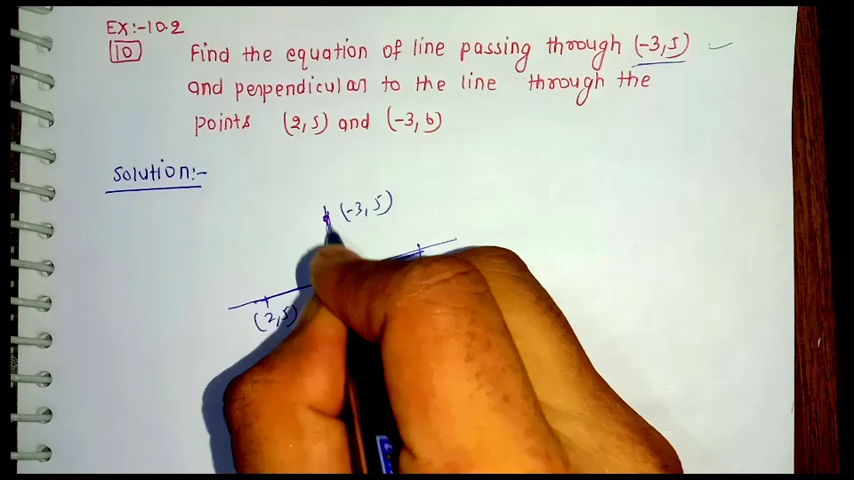 Ex:-10.2
10 Find the equation of line passing through (-3,5)
and perpendicular to the line through the
points (2,5) and (-3,6)
Solution:-
(-3,5)
(2,5)